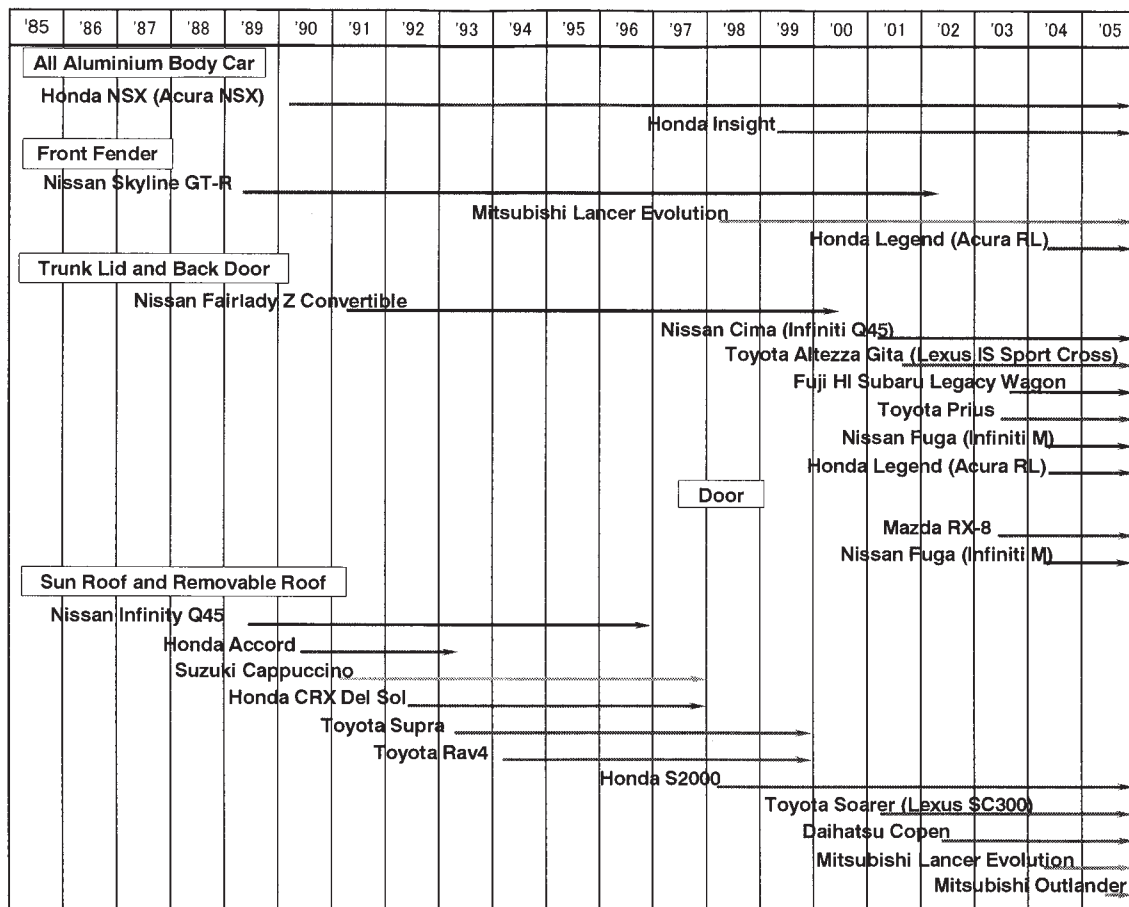 '85 '86 '87 '88 '89 '90 '91 '92 '93 '94 '95 '96 '97 '98 '99 '00 '01 '02 '03 '04 '05
All Aluminium Body Car
Honda NSX (Acura NSX)
Honda Insight
Front Fender
Nissan Skyline GT-R
Mitsubishi Lancer Evolution
Honda Legend (Acura RL)
Trunk Lid and Back Door
Nissan Fairlady Z Convertible
Nissan Cima (Infiniti Q45)
Toyota Altezza Gita (Lexus IS Sport Cross)
Fuji HI Subaru Legacy Wagon
Toyota Prius
Nissan Fuga (Infiniti M)
Honda Legend (Acura RL)
Door
Mazda RX-8
Nissan Fuga (Infiniti M)
Sun Roof and Removable Roof
Nissan Infinity Q45
Honda Accord
Suzuki Cappuccino
Honda CRX Del Sol
Toyota Supra
Toyota Rav4
Honda S2000
Toyota Soarer (Lexus SC300)
Daihatsu Copen
Mitsubishi Lancer Evolution
Mitsubishi Outlander